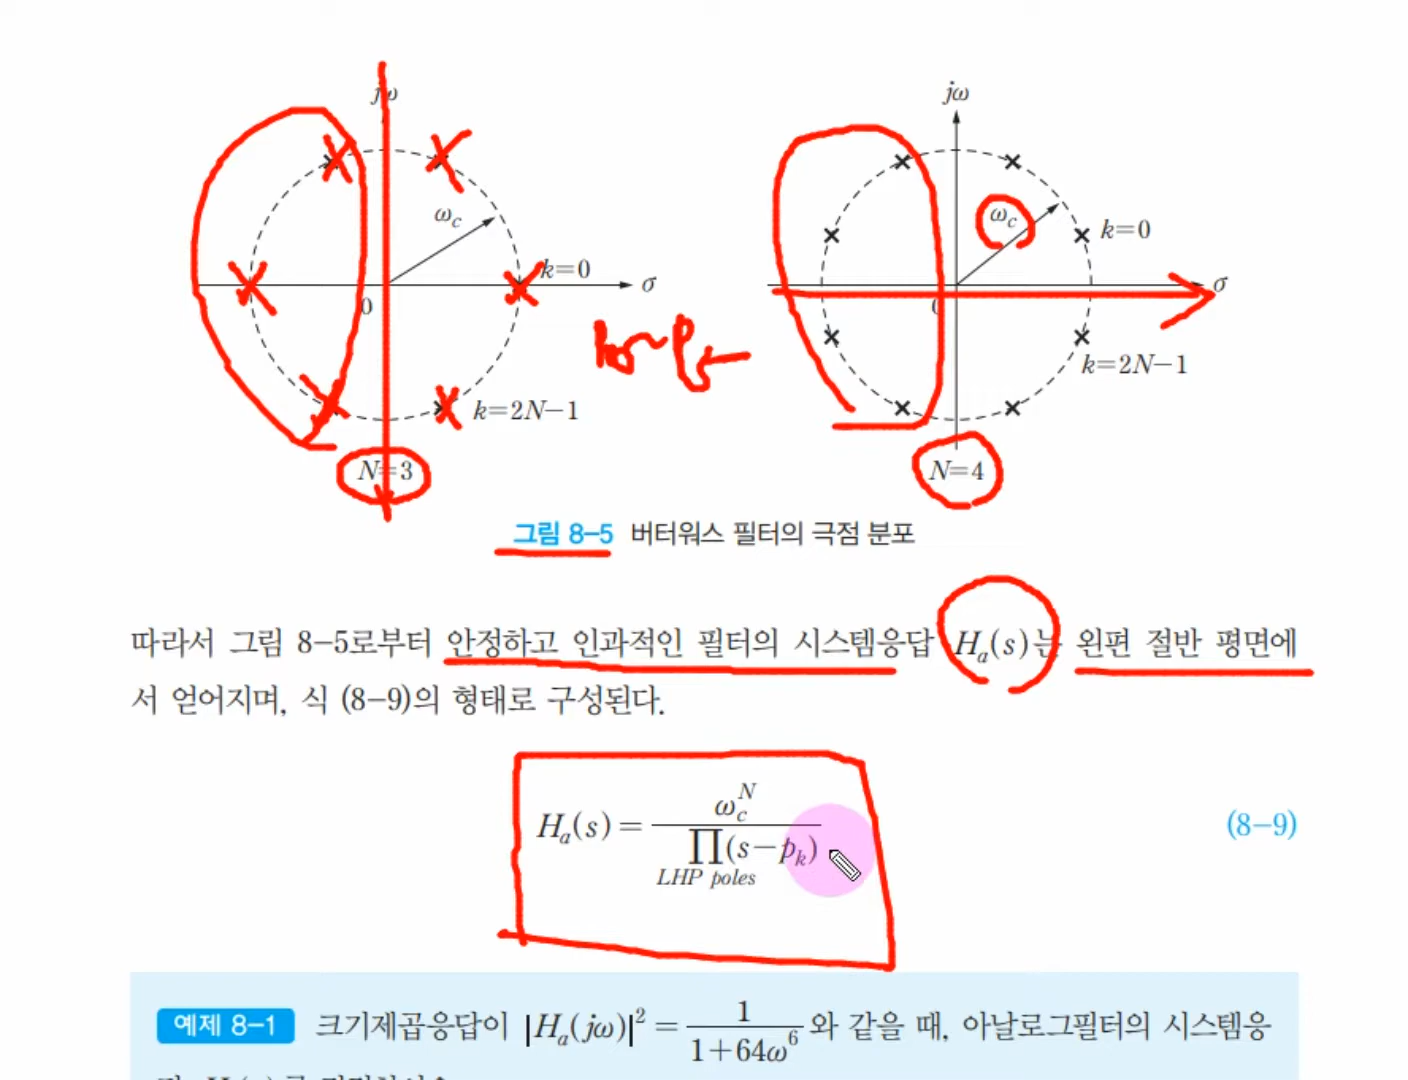 jω
jω
ω_c
ω_c
k=0
k=0
σ
σ
0
k=2N−1
k=2N−1
N=3
N=4
그림 8−5 버터워스 필터의 극점 분포
따라서 그림 8−5로부터 안정하고 인과적인 필터의 시스템응답 H_a(s)는 왼편 절반 평면에
서 얻어지며, 식 (8−9)의 형태로 구성된다.
H_a(s) = ω_c^N / ∏(s−p_k) (8−9)
LHP poles
예제 8−1 크기제곱응답이 |H_a(jω)|^2 = 1 / 1+64ω^6 와 같을 때, 아날로그필터의 시스템응